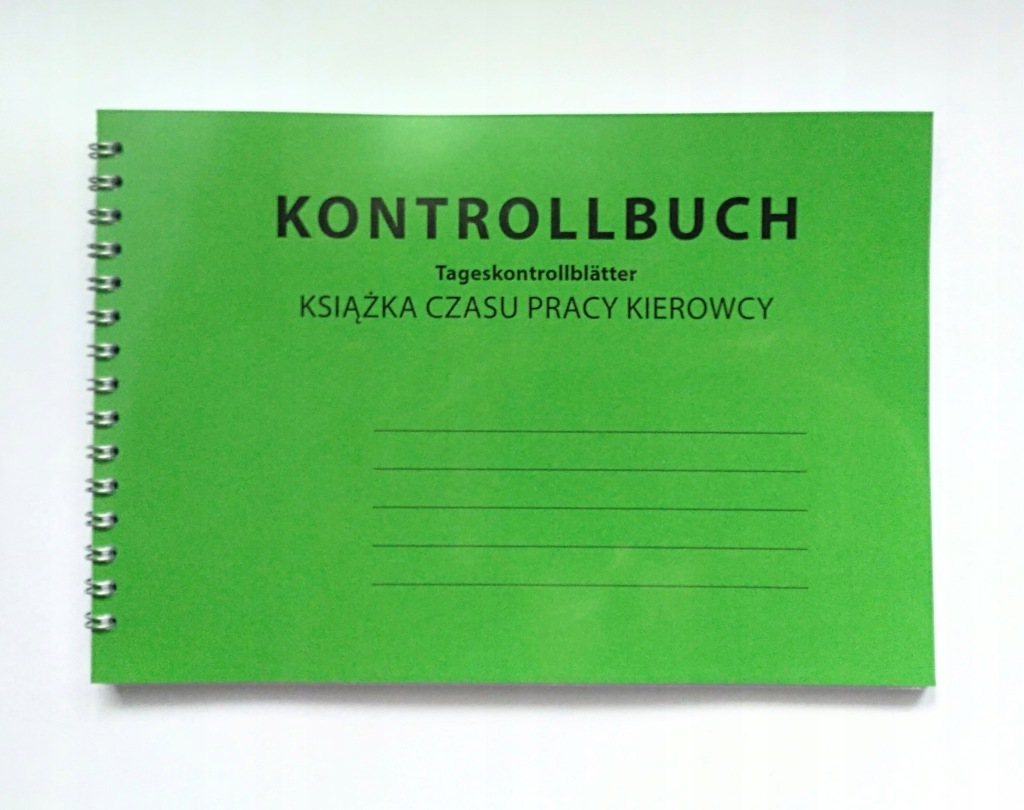 KONTROLLBUCH
Tageskontrollblätter
KSIĄŻKA CZASU PRACY KIEROWCY